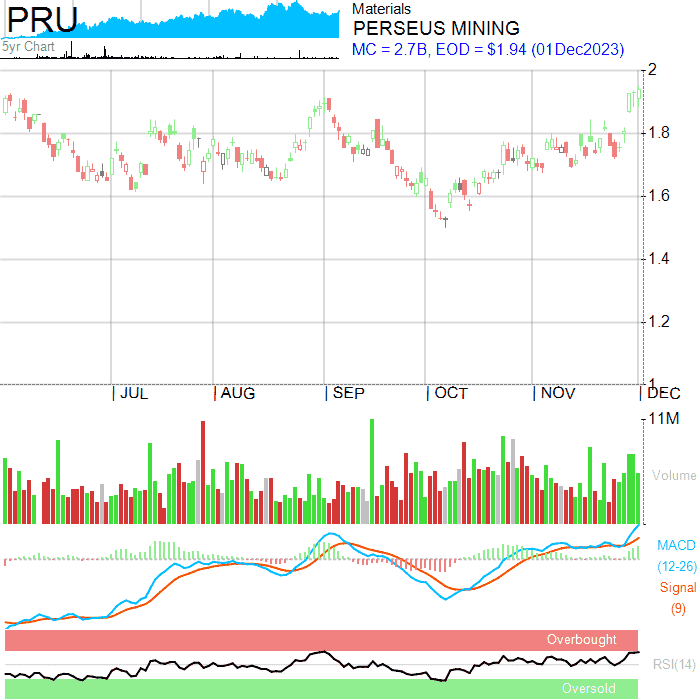 PRU
5yr Chart
Materials
PERSEUS MINING
MC = 2.7B, EOD = $1.94 (01Dec2023)
2
1.8
1.6
1.4
1.2
1
| JUL | AUG | SEP | OCT | NOV | DEC
11M
Volume
MACD
(12-26)
Signal
(9)
Overbought
RSI(14)
Oversold